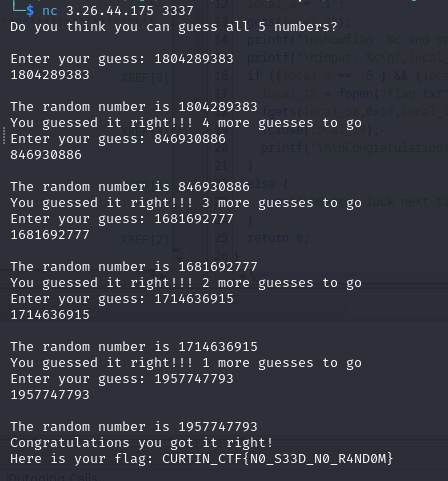 └─$ nc 3.26.44.175 3337
Do you think you can guess all 5 numbers?
Enter your guess: 1804289383
1804289383
The random number is 1804289383
You guessed it right!!! 4 more guesses to go
Enter your guess: 846930886
846930886
The random number is 846930886
You guessed it right!!! 3 more guesses to go
Enter your guess: 1681692777
1681692777
The random number is 1681692777
You guessed it right!!! 2 more guesses to go
Enter your guess: 1714636915
1714636915
The random number is 1714636915
You guessed it right!!! 1 more guesses to go
Enter your guess: 1957747793
1957747793
The random number is 1957747793
Congratulations you got it right!
Here is your flag: CURTIN_CTF{N0_S33D_N0_R4ND0M}